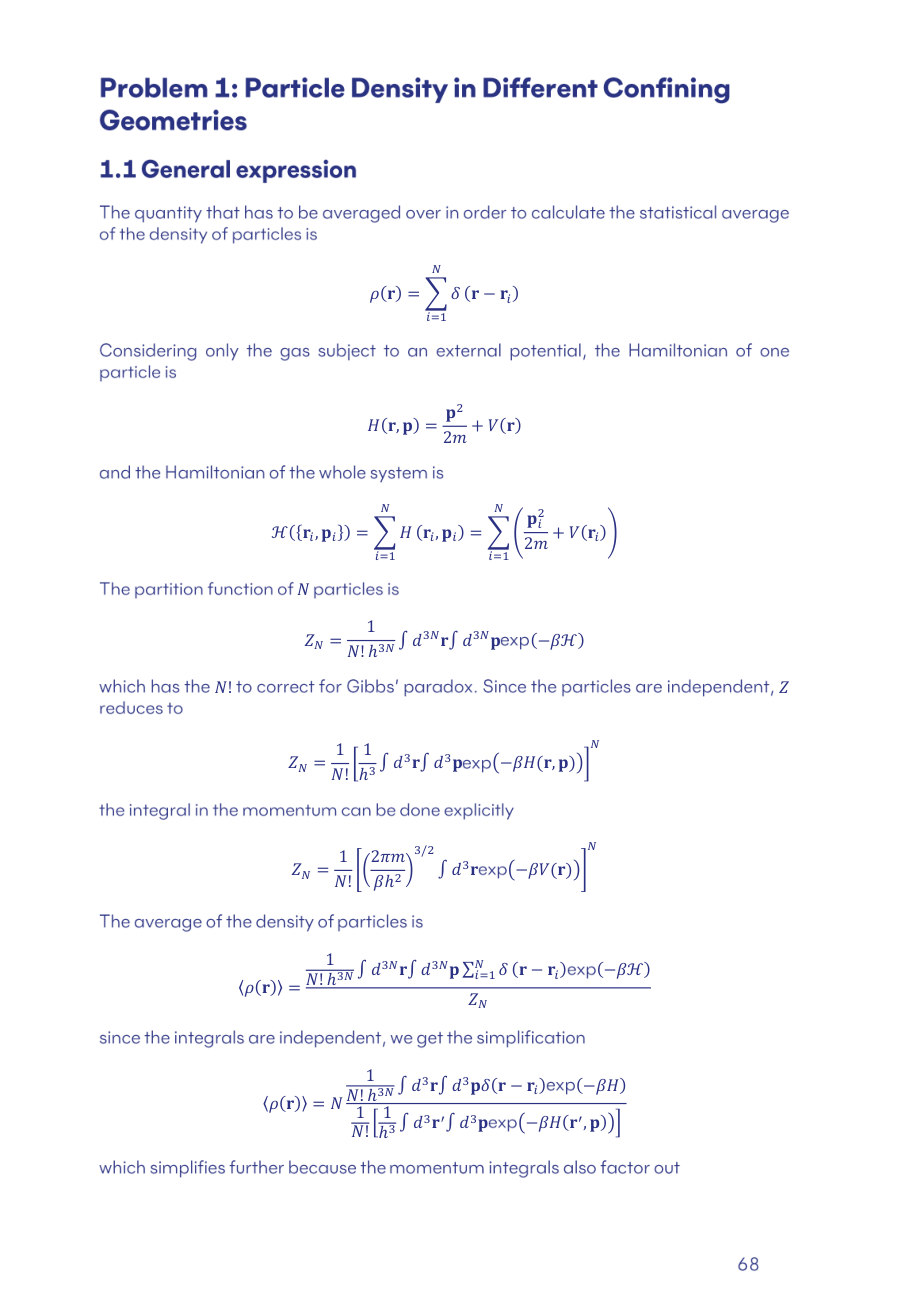 Problem 1: Particle Density in Different Confining
Geometries
1.1 General expression
The quantity that has to be averaged over in order to calculate the statistical average
of the density of particles is
ρ(𝐫) = ∑_{i=1}^{N} δ (𝐫 − 𝐫_i)
Considering only the gas subject to an external potential, the Hamiltonian of one
particle is
H(𝐫, 𝐩) = 𝐩²/2m + V(𝐫)
and the Hamiltonian of the whole system is
ℋ({𝐫_i, 𝐩_i}) = ∑_{i=1}^{N} H (𝐫_i, 𝐩_i) = ∑_{i=1}^{N} (𝐩_i²/2m + V(𝐫_i))
The partition function of N particles is
Z_N = 1/(N! h^{3N}) ∫ d^{3N}𝐫 ∫ d^{3N}𝐩exp(−βℋ)
which has the N! to correct for Gibbs’ paradox. Since the particles are independent, Z
reduces to
Z_N = 1/N! [1/h³ ∫ d³𝐫 ∫ d³𝐩exp(−βH(𝐫, 𝐩))]^N
the integral in the momentum can be done explicitly
Z_N = 1/N! [(2πm/βh²)^{3/2} ∫ d³𝐫exp(−βV(𝐫))]^N
The average of the density of particles is
⟨ρ(𝐫)⟩ = (1/(N! h^{3N}) ∫ d^{3N}𝐫 ∫ d^{3N}𝐩 ∑_{i=1}^{N} δ (𝐫 − 𝐫_i)exp(−βℋ))/Z_N
since the integrals are independent, we get the simplification
⟨ρ(𝐫)⟩ = N (1/(N! h^{3N}) ∫ d³𝐫 ∫ d³𝐩δ(𝐫 − 𝐫_i)exp(−βH))/(1/N! [1/h³ ∫ d³𝐫′ ∫ d³𝐩exp(−βH(𝐫′, 𝐩))])
which simplifies further because the momentum integrals also factor out
68